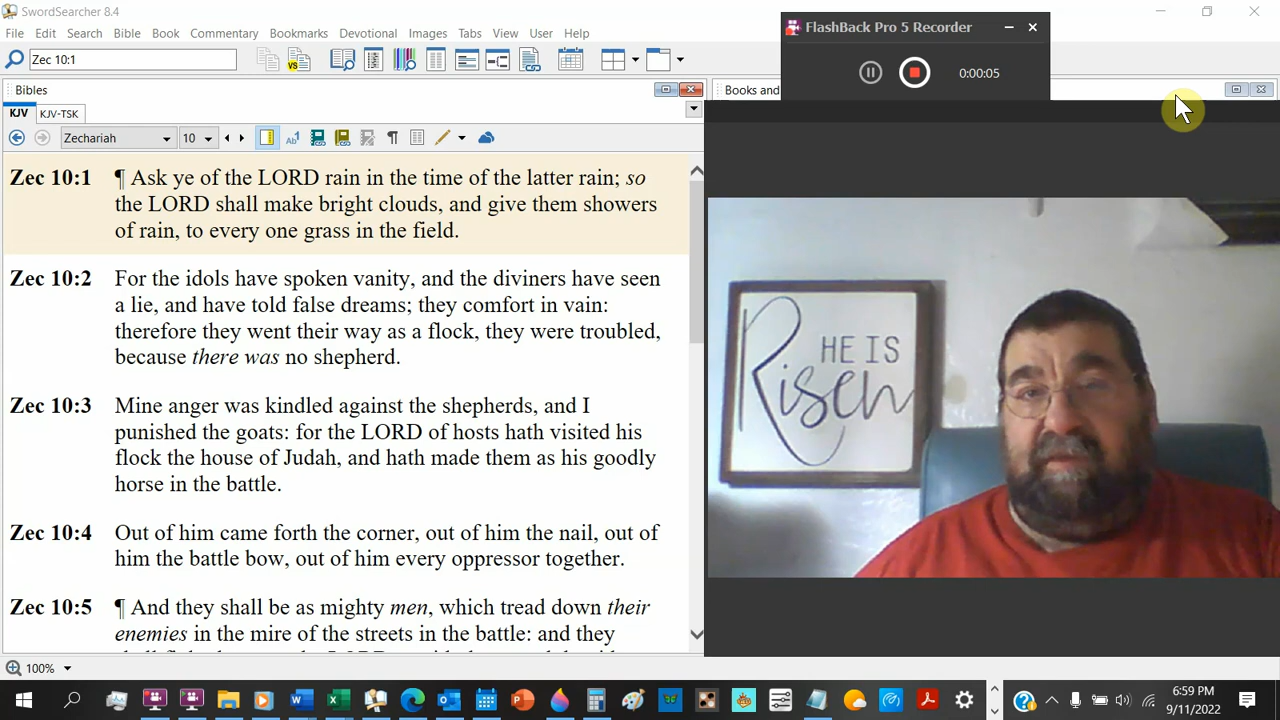 SwordSearcher 8.4
File Edit Search Bible Book Commentary Bookmarks Devotional Images Tabs View User Help
FlashBack Pro 5 Recorder
0:00:05
Zec 10:1
VS
Bibles
Books and
KJV KJV-TSK
Zechariah 10
Zec 10:1 ¶ Ask ye of the LORD rain in the time of the latter rain; so
the LORD shall make bright clouds, and give them showers
of rain, to every one grass in the field.
Zec 10:2 For the idols have spoken vanity, and the diviners have seen
a lie, and have told false dreams; they comfort in vain:
therefore they went their way as a flock, they were troubled,
because there was no shepherd.
Zec 10:3 Mine anger was kindled against the shepherds, and I
punished the goats: for the LORD of hosts hath visited his
flock the house of Judah, and hath made them as his goodly
horse in the battle.
Zec 10:4 Out of him came forth the corner, out of him the nail, out of
him the battle bow, out of him every oppressor together.
Zec 10:5 ¶ And they shall be as mighty men, which tread down their
enemies in the mire of the streets in the battle: and they
HE IS
Risen
100%
6:59 PM
9/11/2022